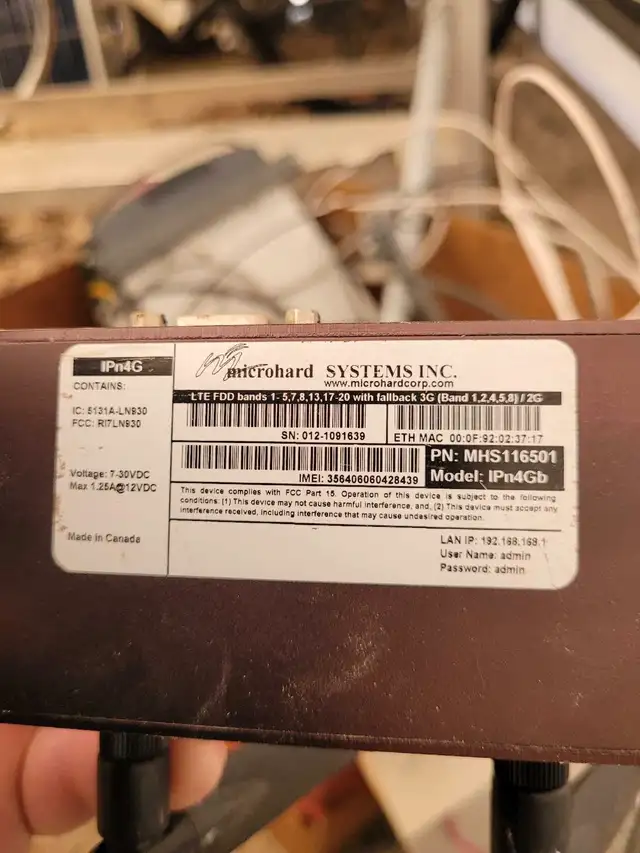 IPn4G
CONTAINS:
IC: 5131A-LN930
FCC: RI7LN930
Voltage: 7-30VDC
Max 1.25A@12VDC
Made in Canada
microhard SYSTEMS INC.
www.microhardcorp.com
LTE FDD bands 1- 5,7,8,13,17-20 with fallback 3G (Band 1,2,4,5,8) / 2G
SN: 012-1091639
ETH MAC 00:0F:92:02:37:17
IMEI: 356406060428439
PN: MHS116501
Model: IPn4Gb
This device complies with FCC Part 15. Operation of this device is subject to the following
conditions: (1) This device may not cause harmful interference, and, (2) This device must accept any
interference received, including interference that may cause undesired operation.
LAN IP: 192.168.168.1
User Name: admin
Password: admin